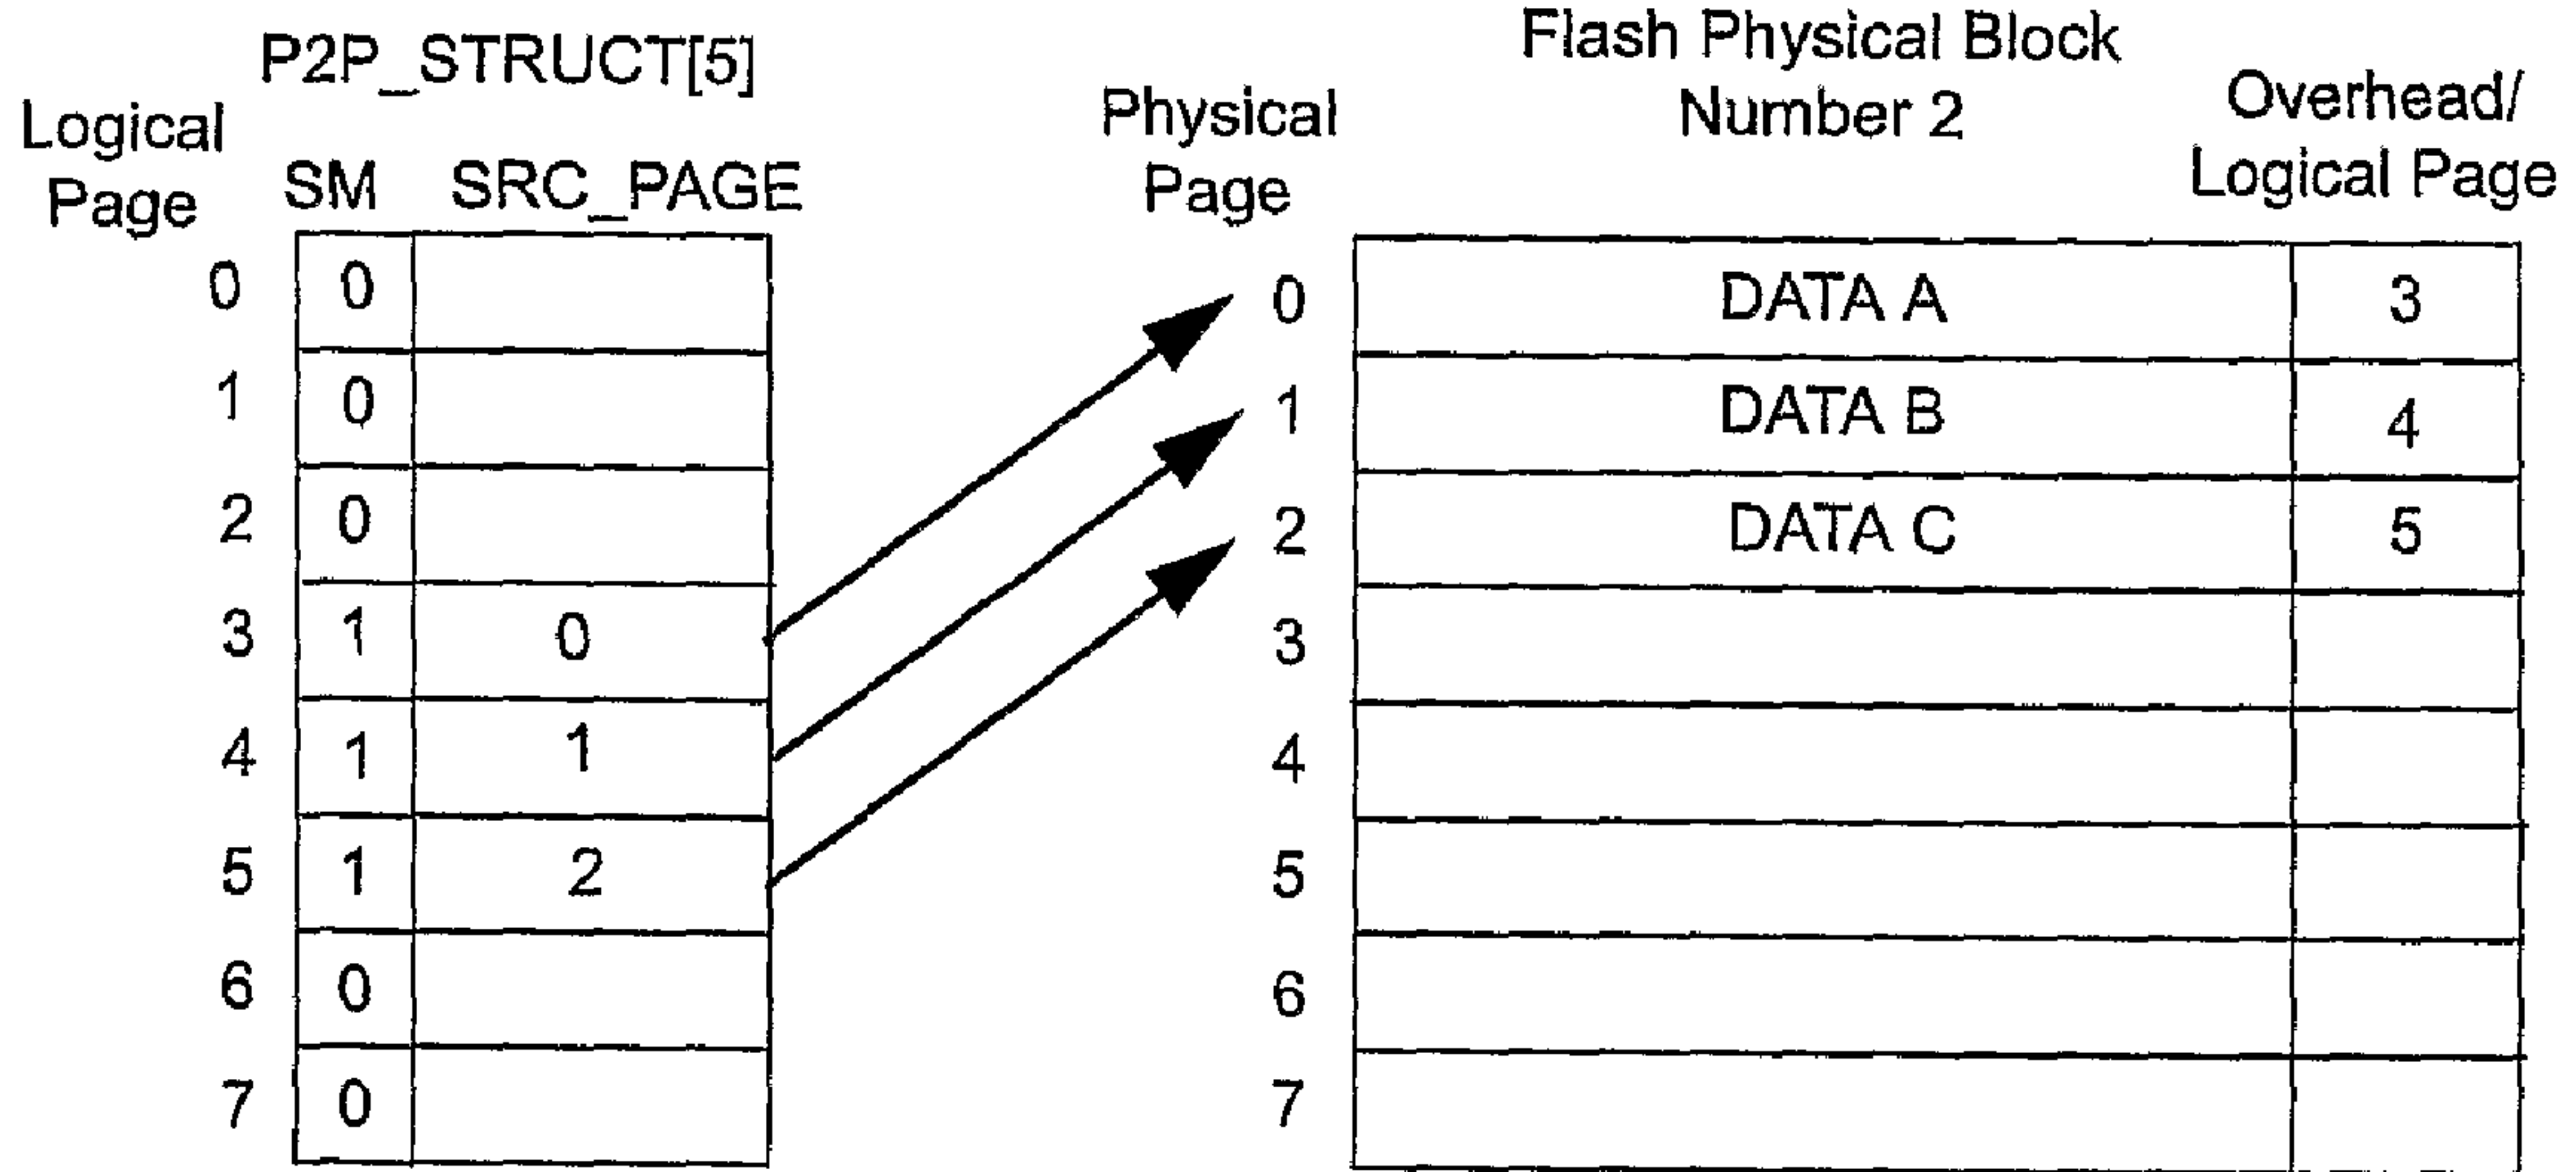 P2P_STRUCT[5]
Logical
Page
SM SRC_PAGE
0 0
1 0
2 0
3 1 0
4 1 1
5 1 2
6 0
7 0
Flash Physical Block
Number 2
Physical
Page
Overhead/
Logical Page
0 DATA A 3
1 DATA B 4
2 DATA C 5
3
4
5
6
7